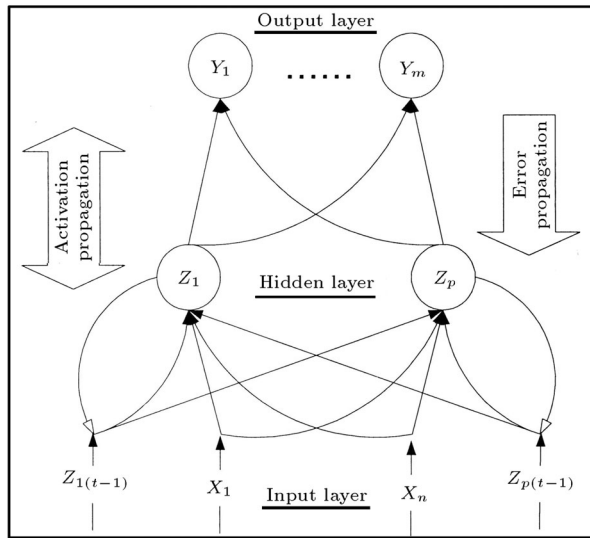 Output layer
Y1 ...... Ym
Activation
propagation
Error
propagation
Z1 Hidden layer Zp
Z1(t−1) X1 Input layer Xn Zp(t−1)